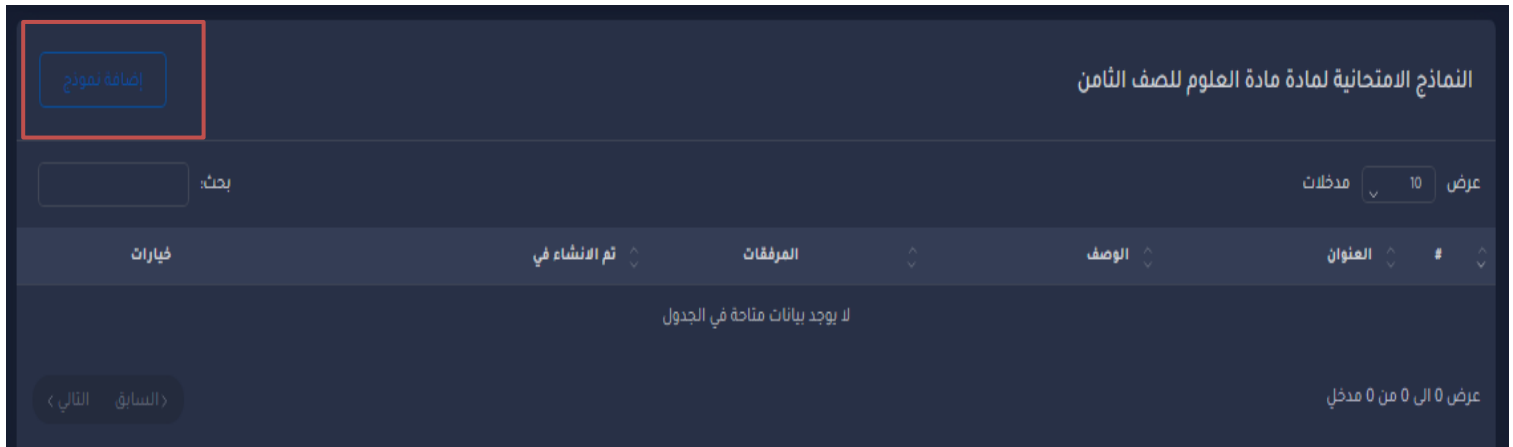 النماذج الامتحانية لمادة مادة العلوم للصف الثامن
إضافة نموذج
عرض 10 مدخلات
بحث:
# العنوان الوصف المرفقات تم الانشاء في خيارات
لا يوجد بيانات متاحة في الجدول
عرض 0 الى 0 من 0 مدخلٍ
‹ السابق التالي ›